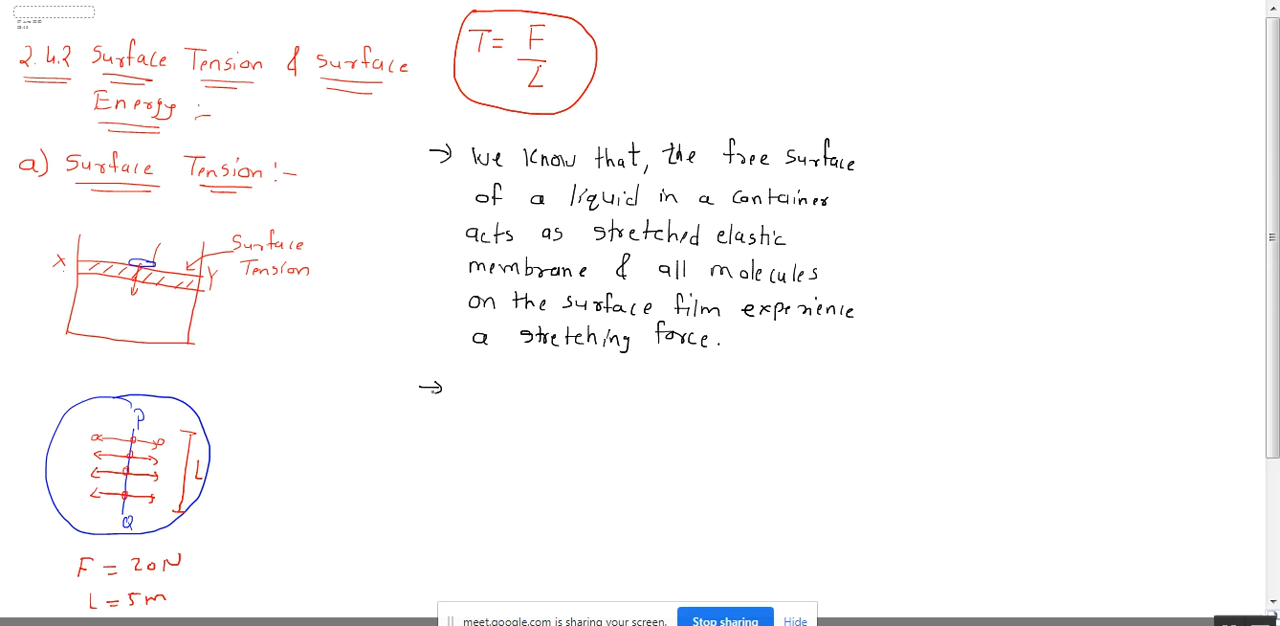 2.4.2 Surface Tension & Surface
Energy :-
a) Surface Tension :-
Surface
Tension
X
Y
P
L
Q
F = 20N
L = 5m
T = F
L
→ We know that, the free surface
of a liquid in a container
acts as stretched elastic
membrane & all molecules
on the surface film experience
a stretching force.
→
meet.google.com is sharing your screen.
Stop sharing
Hide